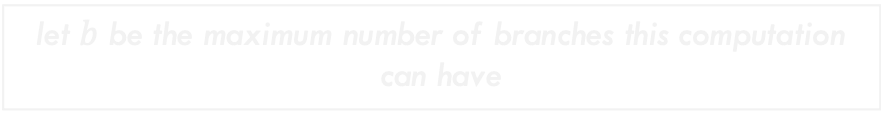 let b be the maximum number of branches this computation
can have